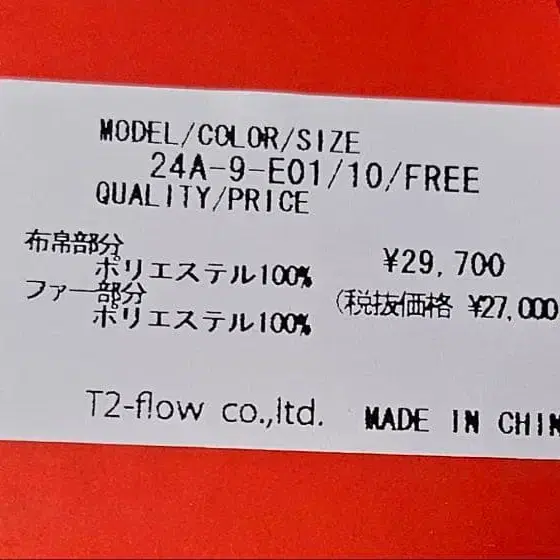 MODEL/COLOR/SIZE
24A-9-E01/10/FREE
QUALITY/PRICE
布帛部分
ポリエステル100%
ファー部分
ポリエステル100%
¥29,700
(税抜価格 ¥27,000
T2-flow co.,ltd.
MADE IN CHIN